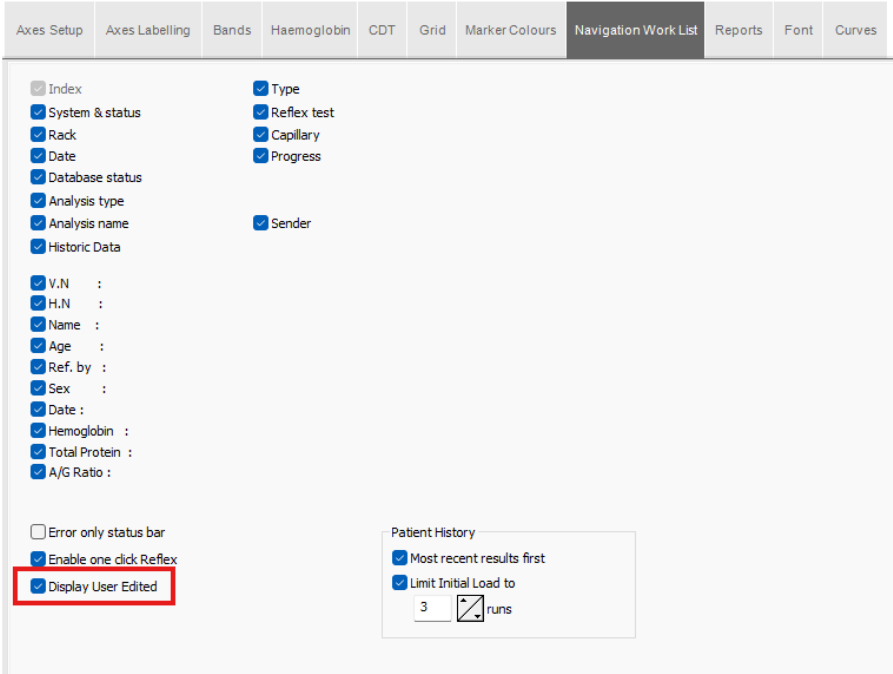 Axes Setup Axes Labelling Bands Haemoglobin CDT Grid Marker Colours Navigation Work List Reports Font Curves
Index Type
System & status Reflex test
Rack Capillary
Date Progress
Database status
Analysis type
Analysis name Sender
Historic Data
V.N :
H.N :
Name :
Age :
Ref. by :
Sex :
Date :
Hemoglobin :
Total Protein :
A/G Ratio :
Error only status bar
Enable one click Reflex
Display User Edited
Patient History
Most recent results first
Limit Initial Load to
3 runs